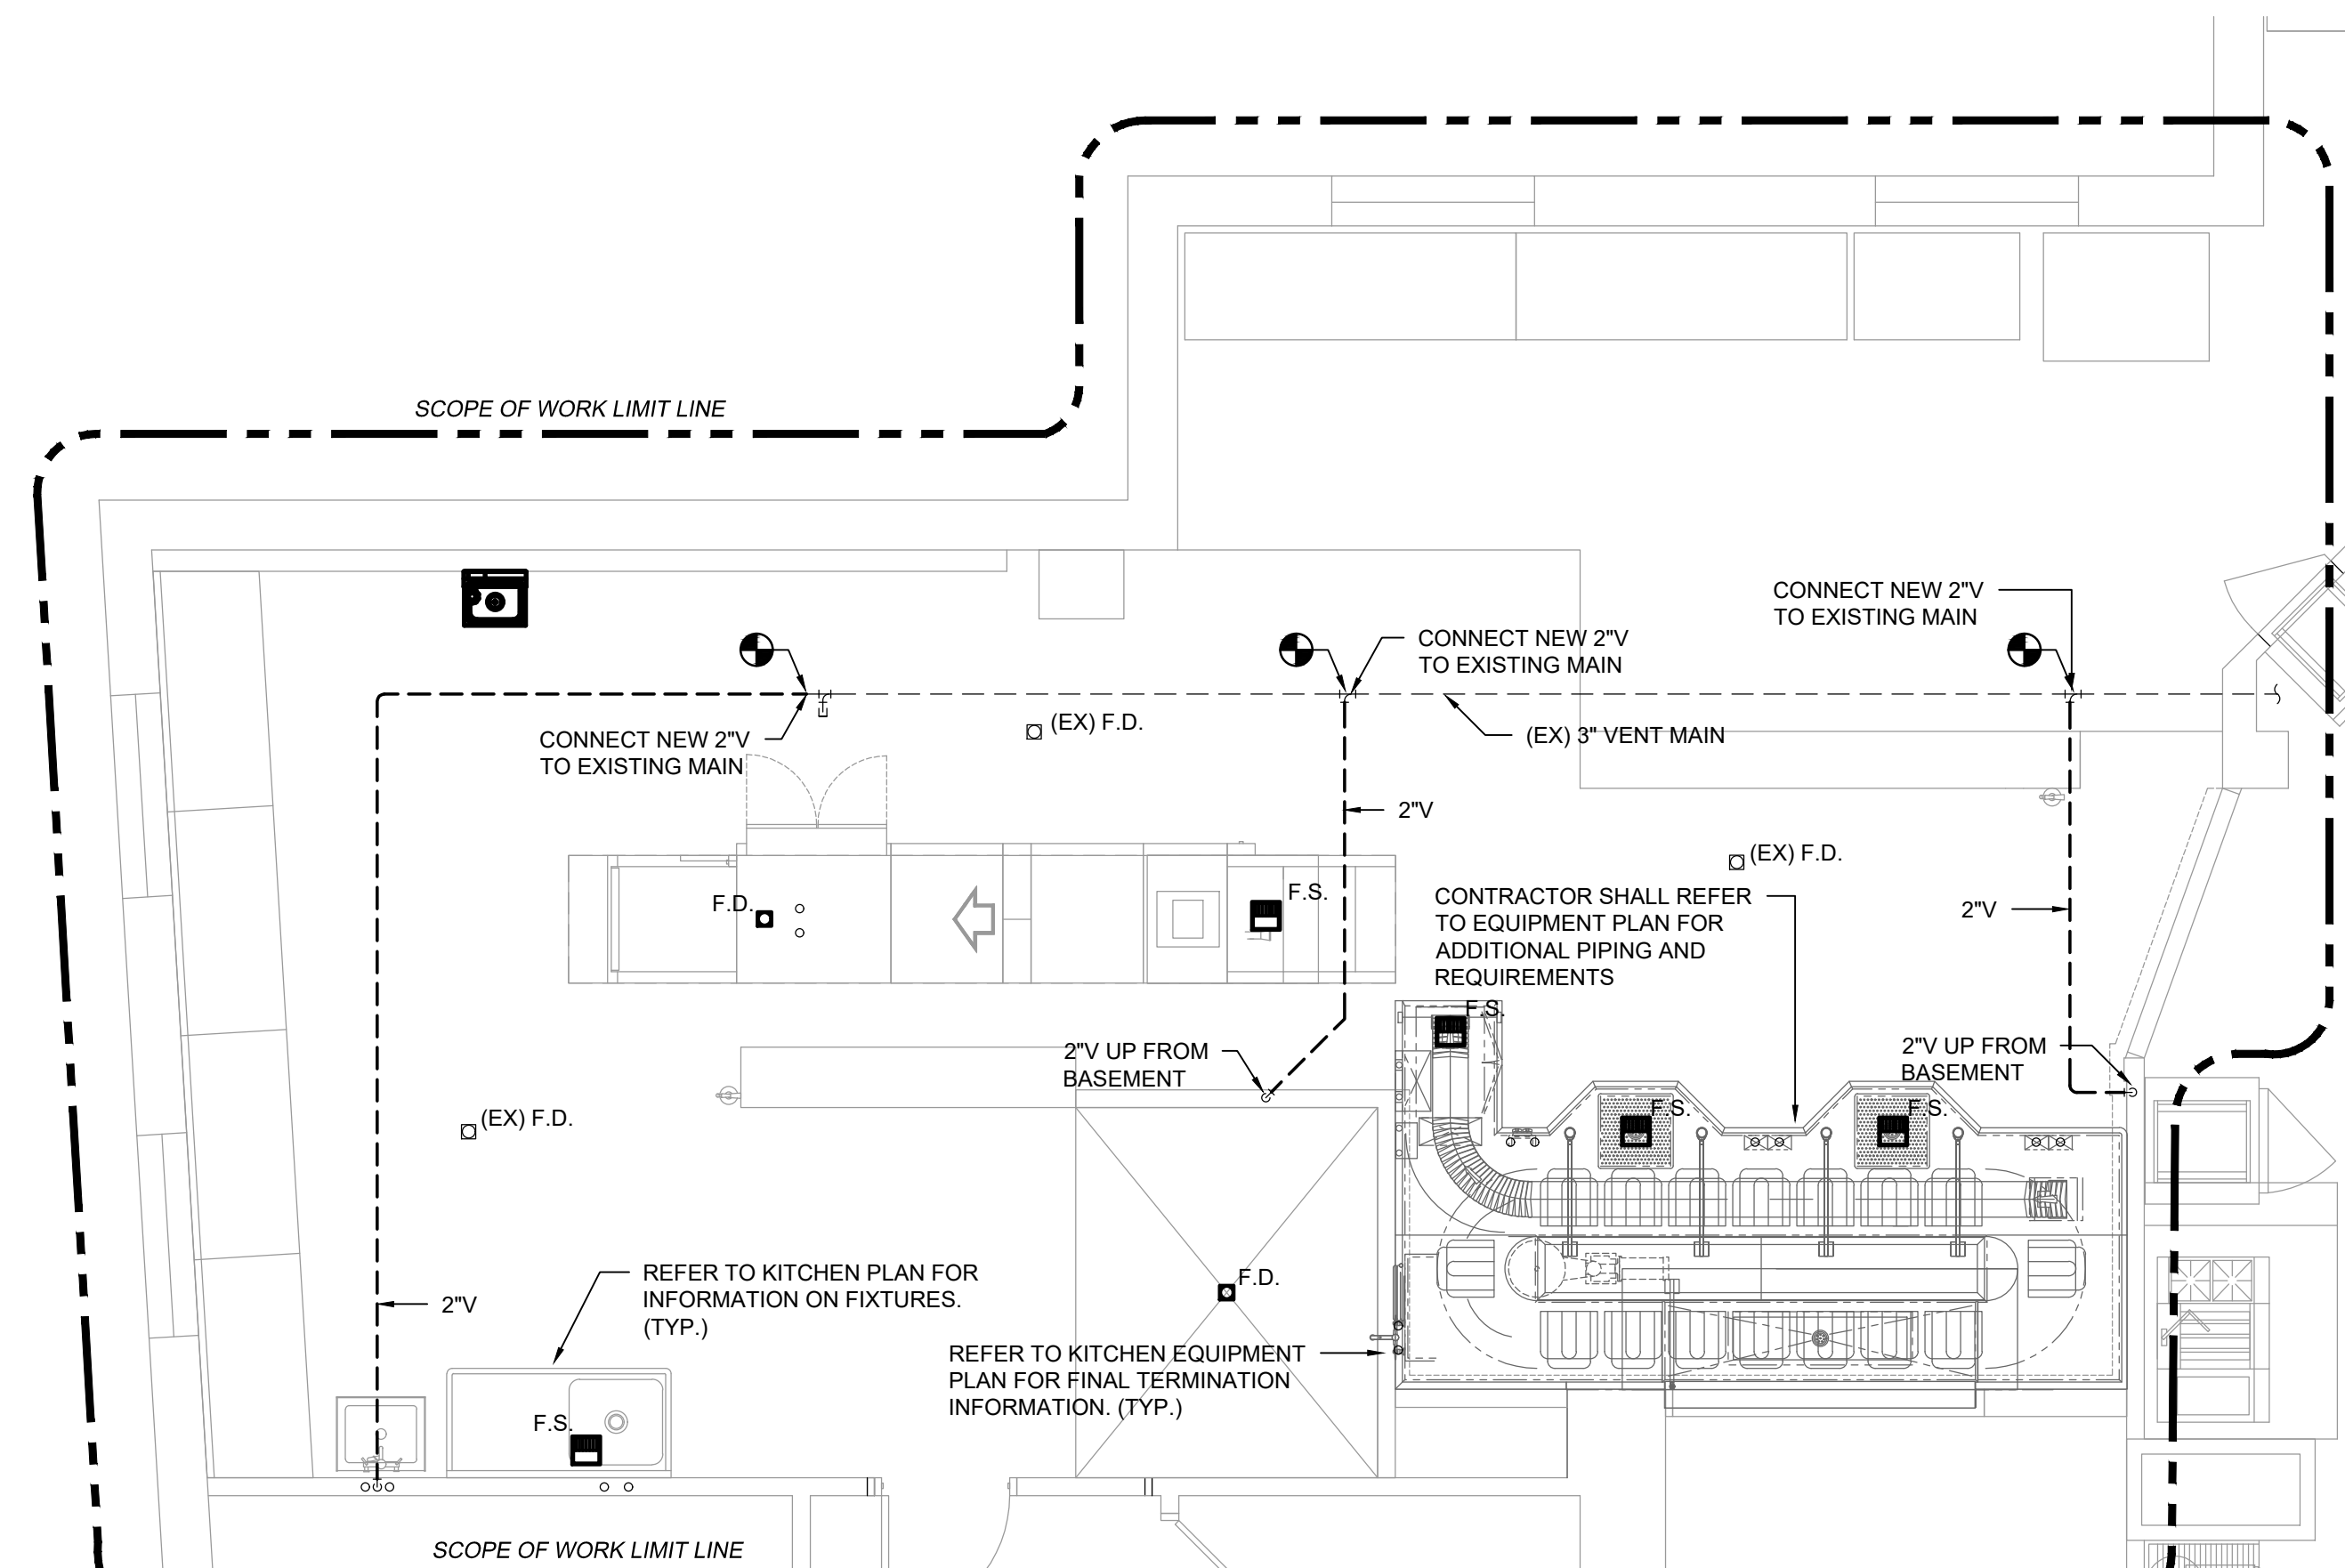 SCOPE OF WORK LIMIT LINE
CONNECT NEW 2"V
TO EXISTING MAIN
CONNECT NEW 2"V
TO EXISTING MAIN
CONNECT NEW 2"V
TO EXISTING MAIN
(EX) F.D.
(EX) 3" VENT MAIN
2"V
(EX) F.D.
F.D.
F.S.
CONTRACTOR SHALL REFER
TO EQUIPMENT PLAN FOR
ADDITIONAL PIPING AND
REQUIREMENTS
2"V
F.S.
2"V UP FROM
BASEMENT
2"V UP FROM
BASEMENT
(EX) F.D.
F.S.
F.S.
REFER TO KITCHEN PLAN FOR
INFORMATION ON FIXTURES.
(TYP.)
2"V
F.D.
REFER TO KITCHEN EQUIPMENT
PLAN FOR FINAL TERMINATION
INFORMATION. (TYP.)
F.S.
SCOPE OF WORK LIMIT LINE